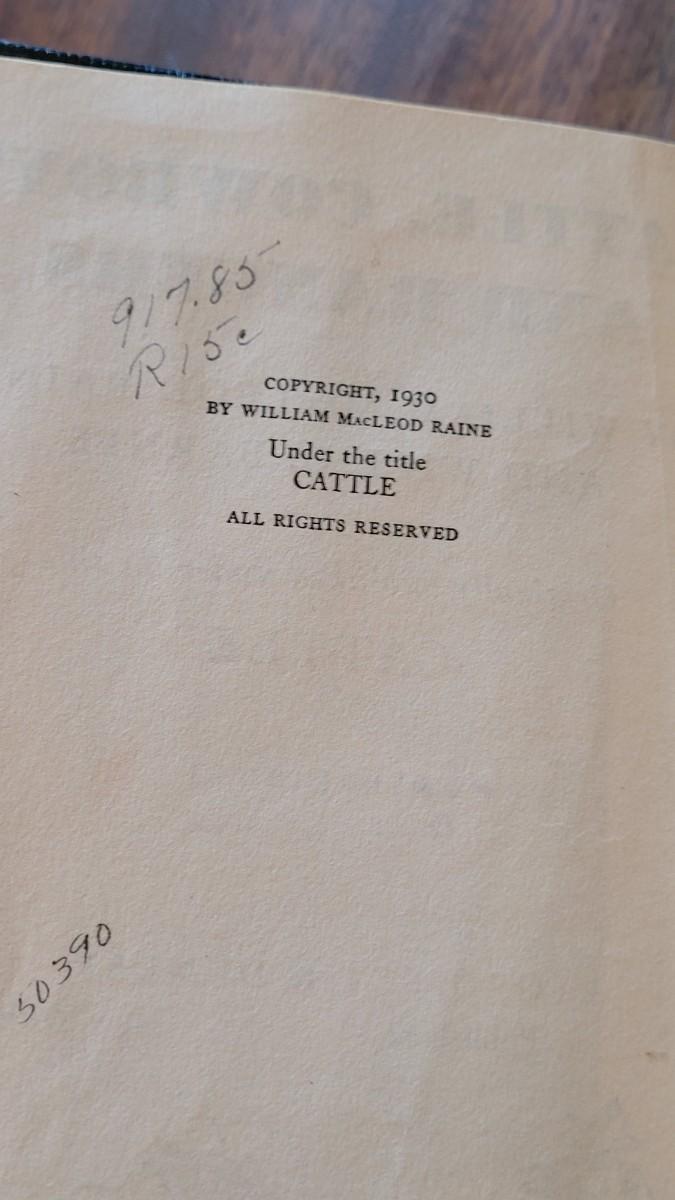 917.85
R15c
COPYRIGHT, 1930
BY WILLIAM MacLEOD RAINE
Under the title
CATTLE
ALL RIGHTS RESERVED
50390